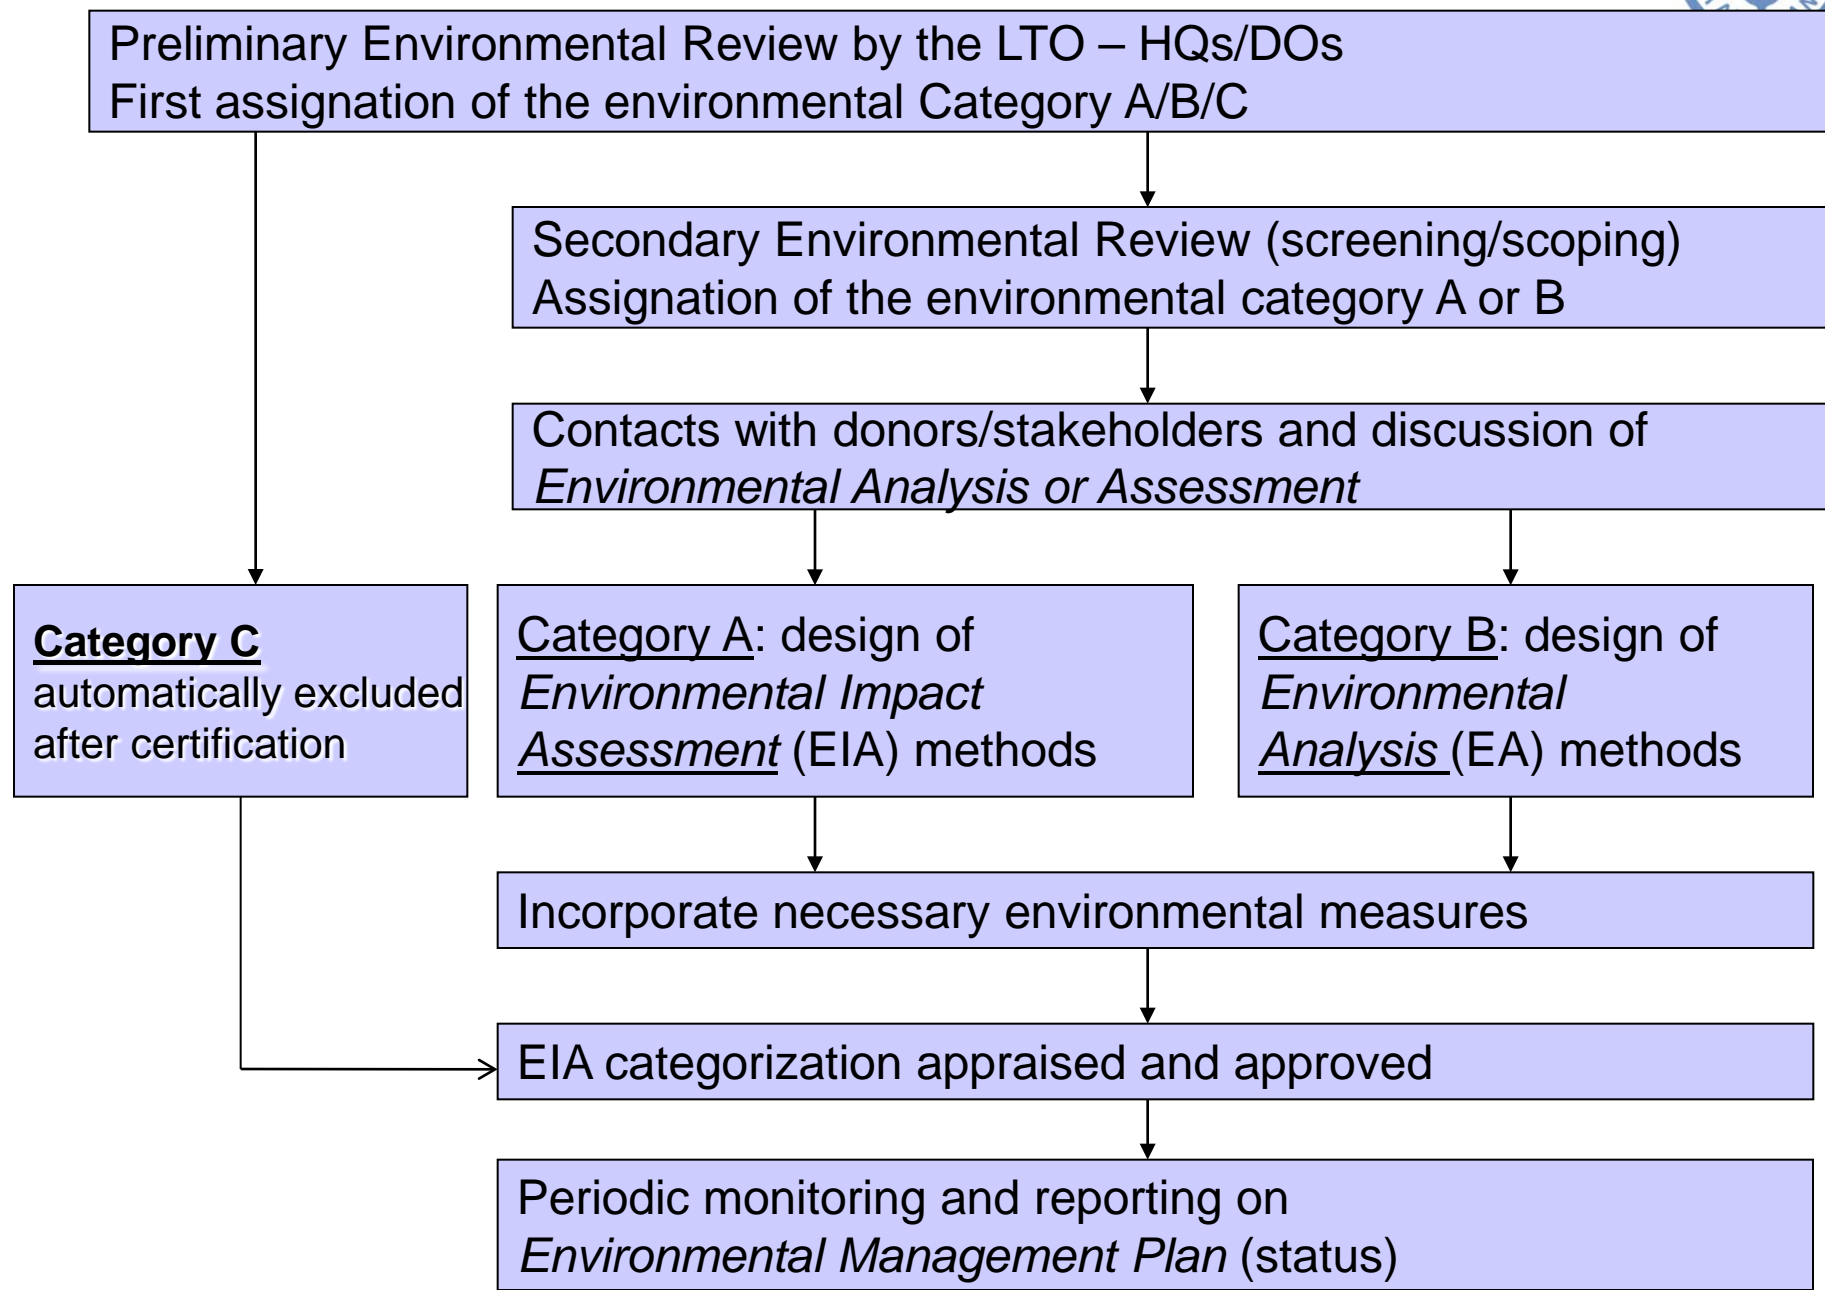 Preliminary Environmental Review by the LTO – HQs/DOs
First assignation of the environmental Category A/B/C
Secondary Environmental Review (screening/scoping)
Assignation of the environmental category A or B
Contacts with donors/stakeholders and discussion of
Environmental Analysis or Assessment
Category C
automatically excluded
after certification
Category A: design of
Environmental Impact
Assessment (EIA) methods
Category B: design of
Environmental
Analysis (EA) methods
Incorporate necessary environmental measures
EIA categorization appraised and approved
Periodic monitoring and reporting on
Environmental Management Plan (status)